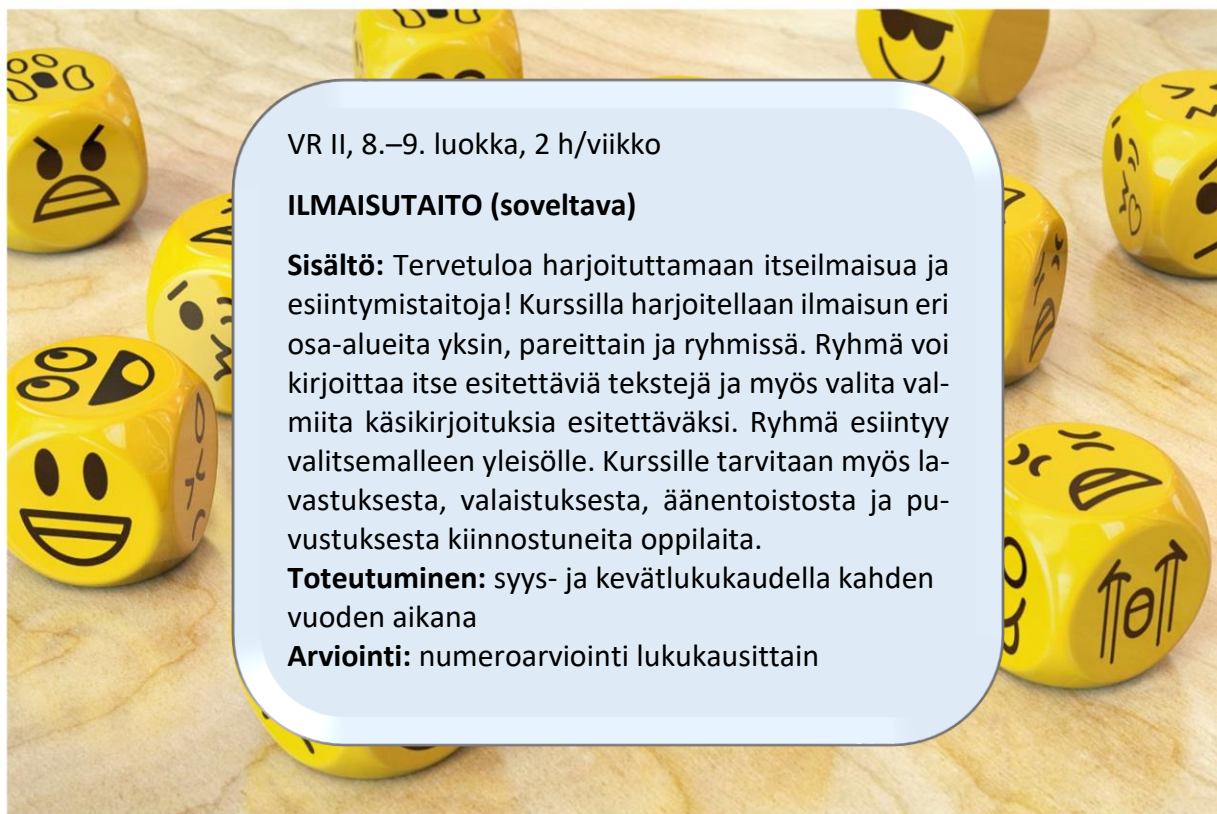 VR II, 8.–9. luokka, 2 h/viikko
ILMAISUTAITO (soveltava)
Sisältö: Tervetuloa harjoituttamaan itseilmaisua ja
esiintymistaitoja! Kurssilla harjoitellaan ilmaisun eri
osa-alueita yksin, pareittain ja ryhmissä. Ryhmä voi
kirjoittaa itse esitettäviä tekstejä ja myös valita val-
miita käsikirjoituksia esitettäväksi. Ryhmä esiintyy
valitsemalleen yleisölle. Kurssille tarvitaan myös la-
vastuksesta, valaistuksesta, äänentoistosta ja pu-
vustuksesta kiinnostuneita oppilaita.
Toteutuminen: syys- ja kevätlukukaudella kahden
vuoden aikana
Arviointi: numeroarviointi lukukausittain